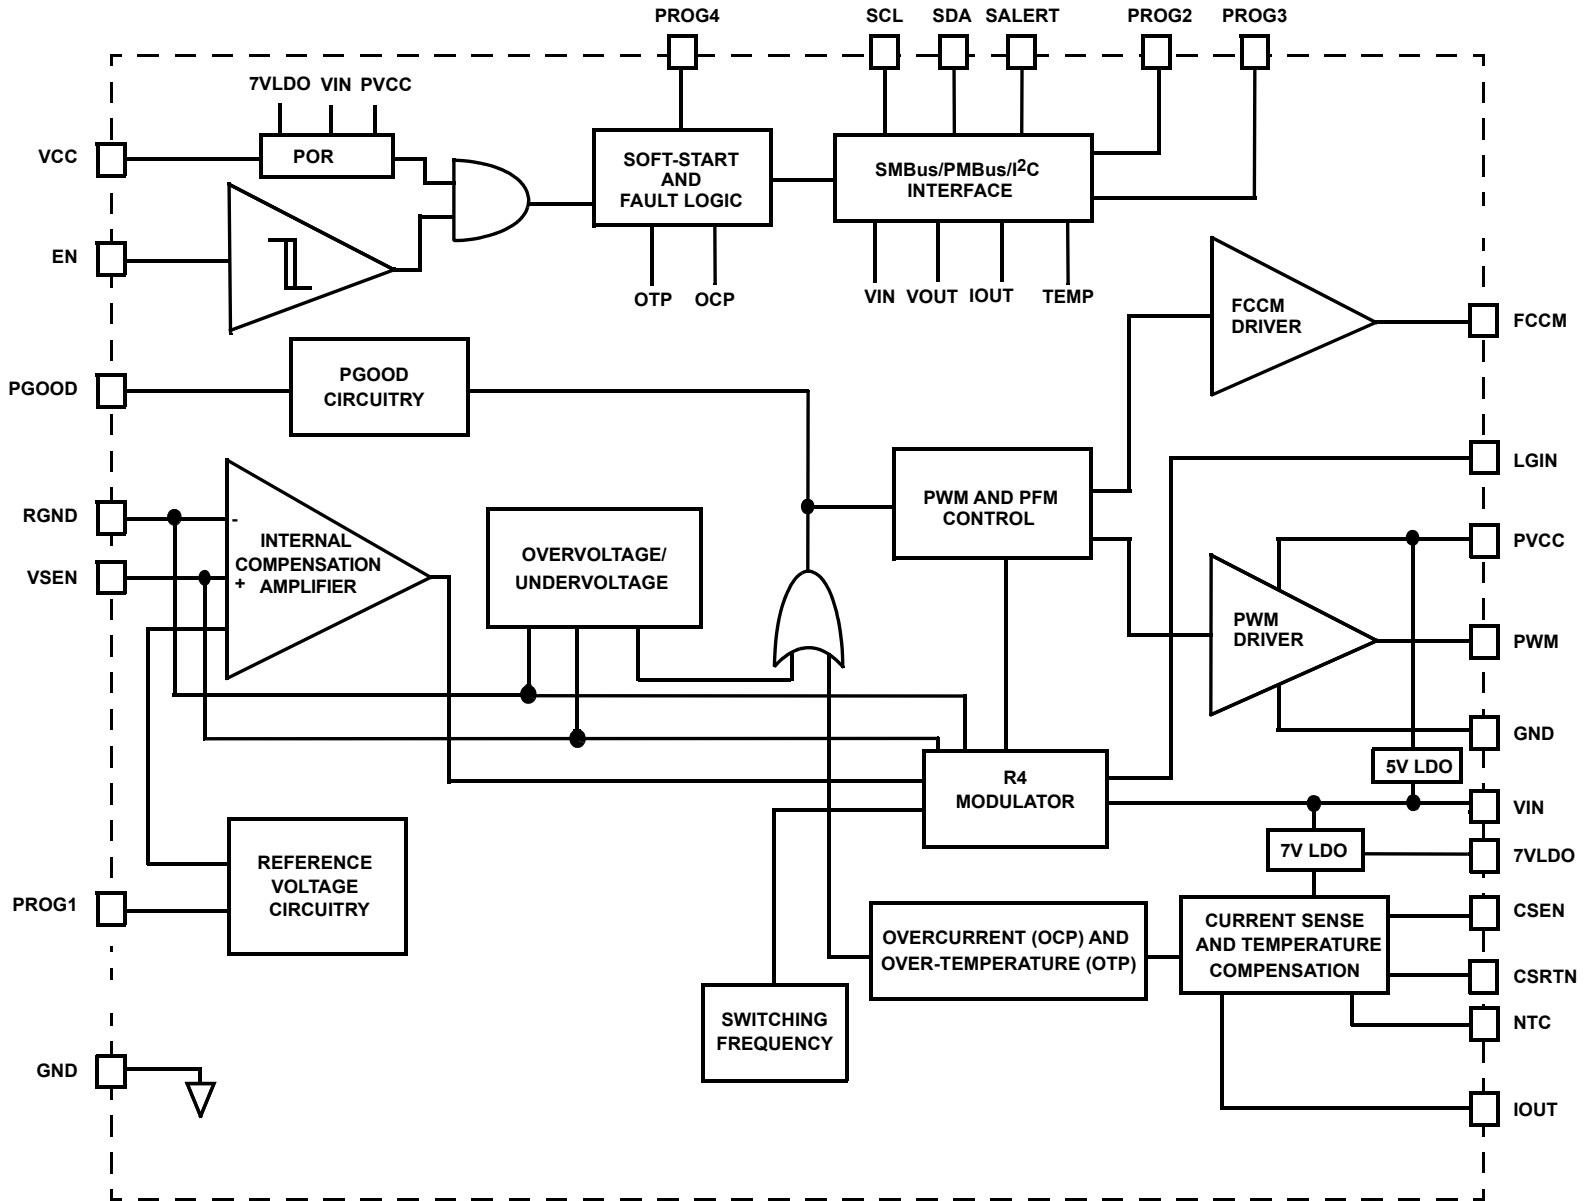 PROG4
SCL
SDA
SALERT
PROG2
PROG3
7VLDO
VIN
PVCC
VCC
POR
SOFT-START
AND
FAULT LOGIC
SMBus/PMBus/I2C
INTERFACE
EN
OTP
OCP
VIN
VOUT
IOUT
TEMP
FCCM
DRIVER
FCCM
PGOOD
PGOOD
CIRCUITRY
LGIN
RGND
-
INTERNAL
COMPENSATION
AMPLIFIER
VSEN
+
OVERVOLTAGE/
UNDERVOLTAGE
PWM AND PFM
CONTROL
PVCC
PWM
DRIVER
PWM
GND
5V LDO
R4
MODULATOR
VIN
7V LDO
7VLDO
REFERENCE
VOLTAGE
CIRCUITRY
PROG1
OVERCURRENT (OCP) AND
OVER-TEMPERATURE (OTP)
CURRENT SENSE
AND TEMPERATURE
COMPENSATION
CSEN
CSRTN
NTC
SWITCHING
FREQUENCY
GND
IOUT